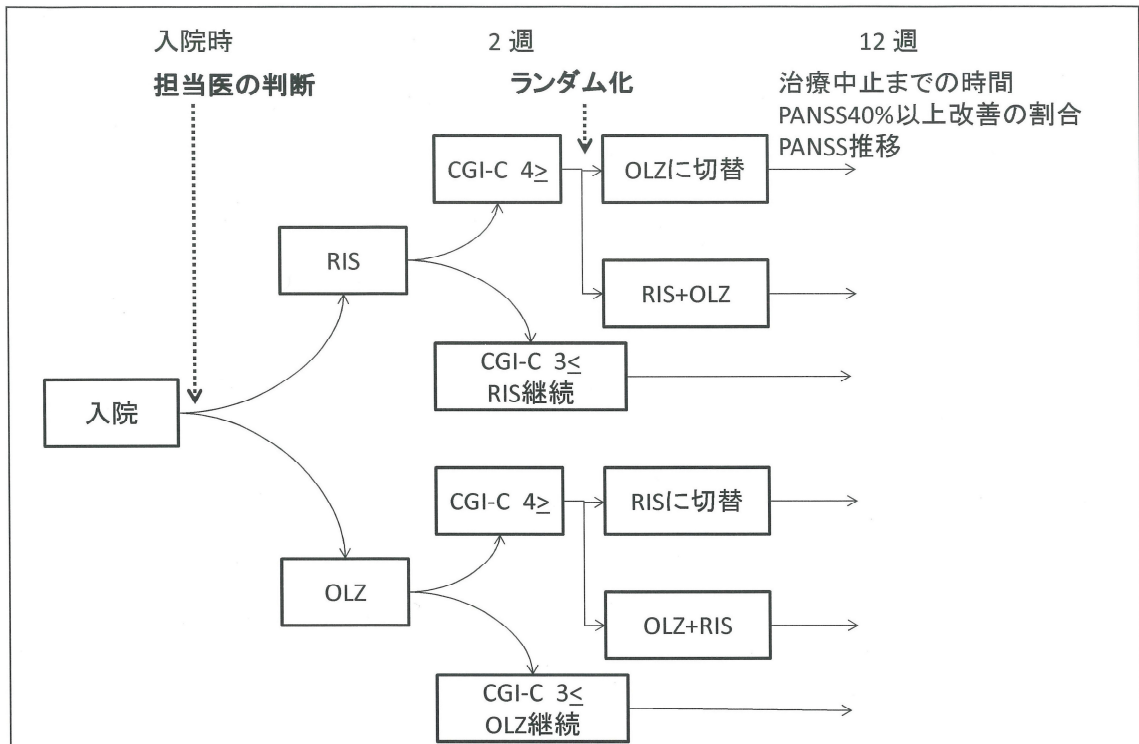 入院時
2週
12週
担当医の判断
ランダム化
治療中止までの時間
PANSS40%以上改善の割合
PANSS推移
CGI-C 4≥
OLZに切替
RIS
RIS+OLZ
CGI-C 3≤
RIS継続
入院
CGI-C 4≥
RISに切替
OLZ
OLZ+RIS
CGI-C 3≤
OLZ継続